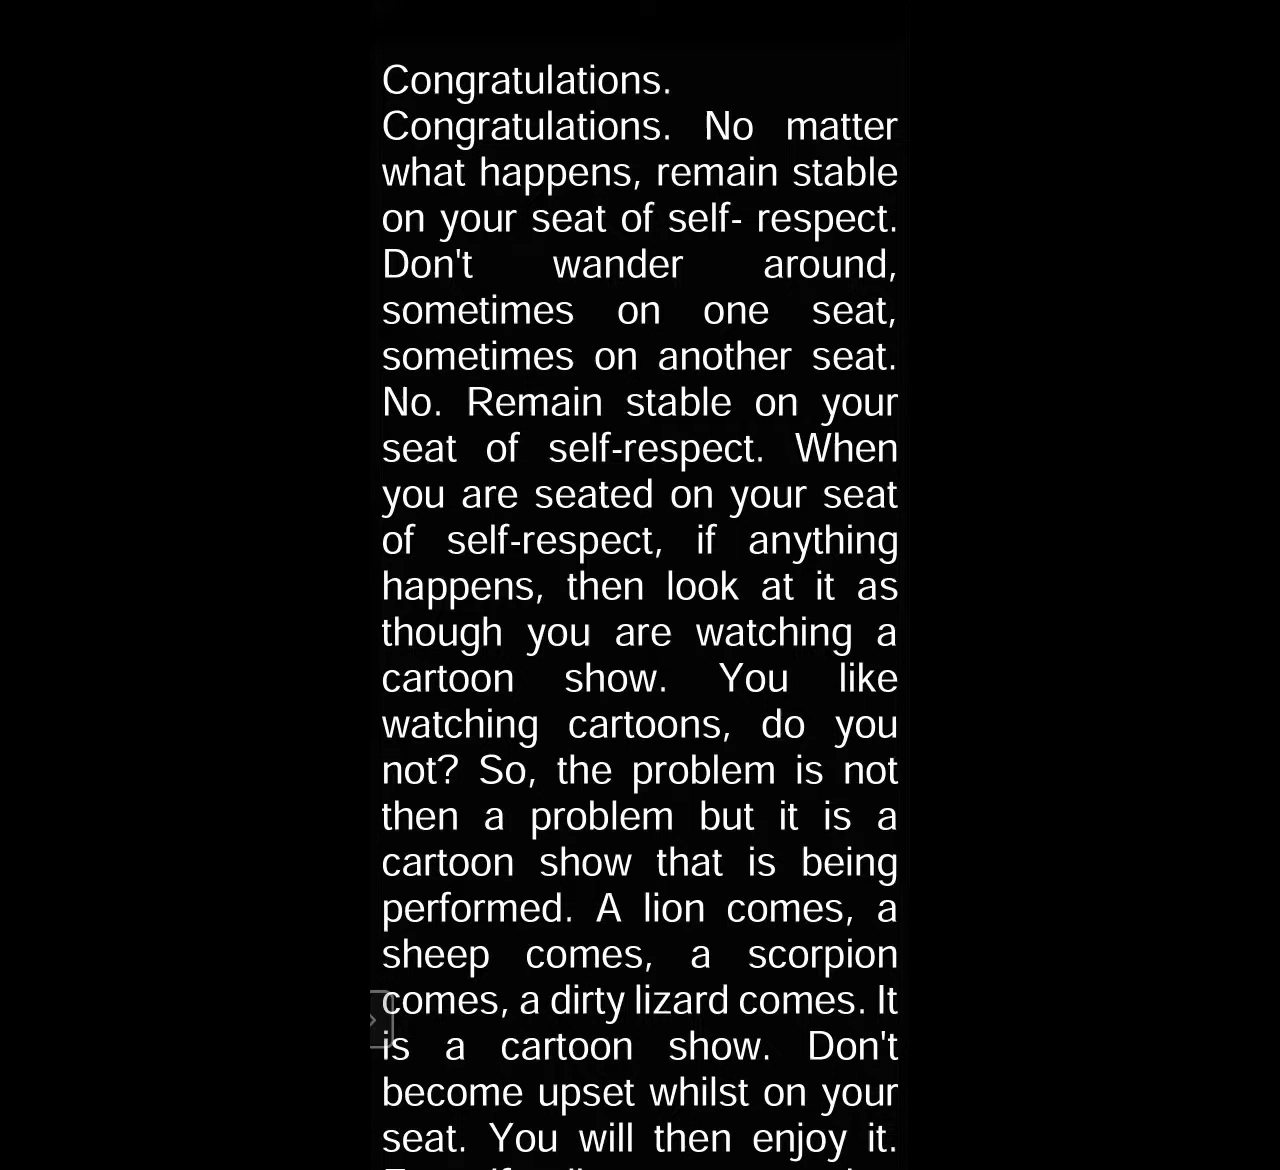 Congratulations.
Congratulations. No matter
what happens, remain stable
on your seat of self- respect.
Don't wander around,
sometimes on one seat,
sometimes on another seat.
No. Remain stable on your
seat of self-respect. When
you are seated on your seat
of self-respect, if anything
happens, then look at it as
though you are watching a
cartoon show. You like
watching cartoons, do you
not? So, the problem is not
then a problem but it is a
cartoon show that is being
performed. A lion comes, a
sheep comes, a scorpion
comes, a dirty lizard comes. It
is a cartoon show. Don't
become upset whilst on your
seat. You will then enjoy it.